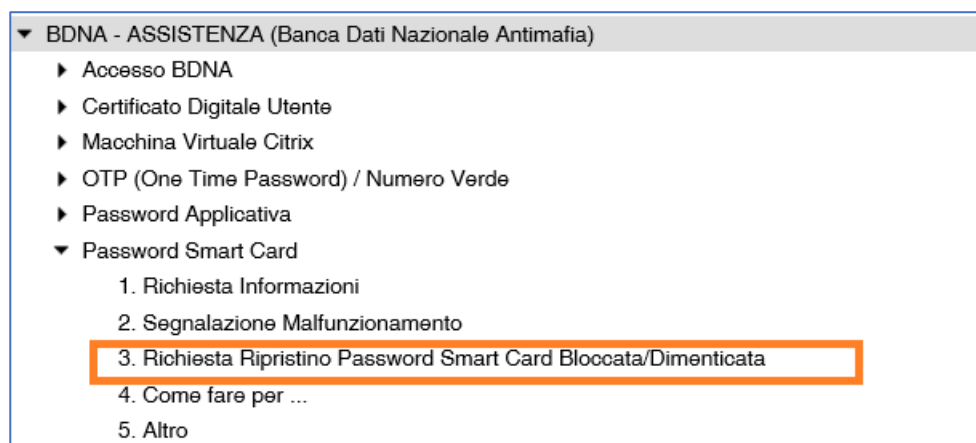 BDNA - ASSISTENZA (Banca Dati Nazionale Antimafia)
Accesso BDNA
Certificato Digitale Utente
Macchina Virtuale Citrix
OTP (One Time Password) / Numero Verde
Password Applicativa
Password Smart Card
1. Richiesta Informazioni
2. Segnalazione Malfunzionamento
3. Richiesta Ripristino Password Smart Card Bloccata/Dimenticata
4. Come fare per ...
5. Altro